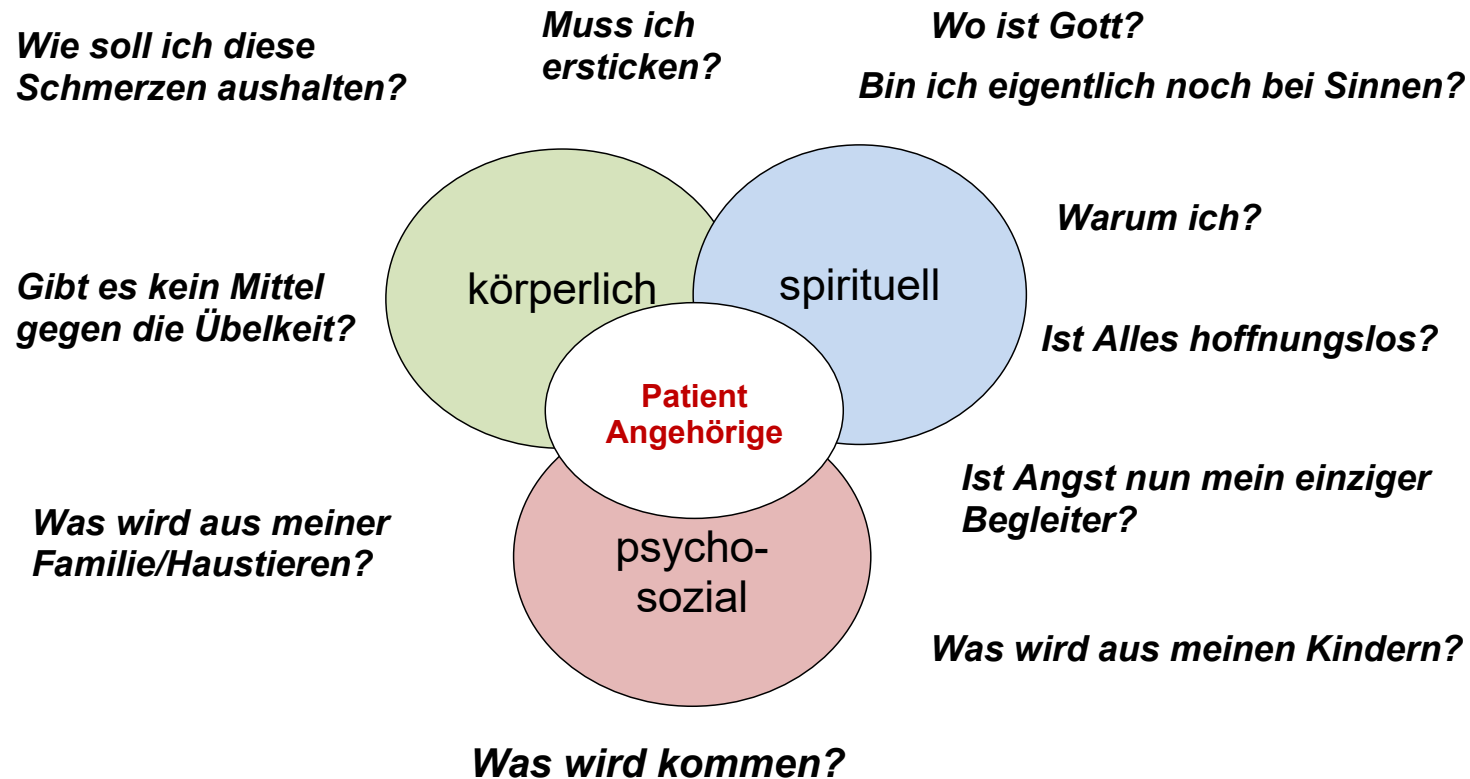 Wie soll ich diese
Schmerzen aushalten?
Muss ich
ersticken?
Wo ist Gott?
Bin ich eigentlich noch bei Sinnen?
Warum ich?
körperlich
spirituell
Gibt es kein Mittel
gegen die Übelkeit?
Ist Alles hoffnungslos?
Patient
Angehörige
Ist Angst nun mein einziger
Begleiter?
Was wird aus meiner
Familie/Haustieren?
psycho-
sozial
Was wird aus meinen Kindern?
Was wird kommen?